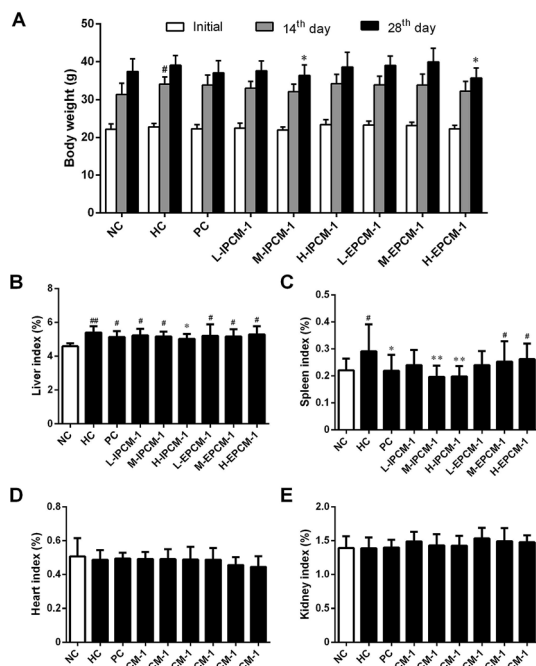 A
Initial 14th day 28th day
Body weight (g)
50
40
30
20
10
0
#
*
*
NC HC PC L-IPCM-1 M-IPCM-1 H-IPCM-1 L-EPCM-1 M-EPCM-1 H-EPCM-1
B
Liver index (%)
8
6
4
2
0
## # # # * # # #
NC HC PC L-IPCM-1 M-IPCM-1 H-IPCM-1 L-EPCM-1 M-EPCM-1 H-EPCM-1
C
Spleen index (%)
0.5
0.4
0.3
0.2
0.1
0.0
# * ** ** # #
NC HC PC L-IPCM-1 M-IPCM-1 H-IPCM-1 L-EPCM-1 M-EPCM-1 H-EPCM-1
D
Heart index (%)
0.8
0.6
0.4
0.2
0.0
NC HC PC
E
Kidney index (%)
2.0
1.5
1.0
0.5
0.0
NC HC PC